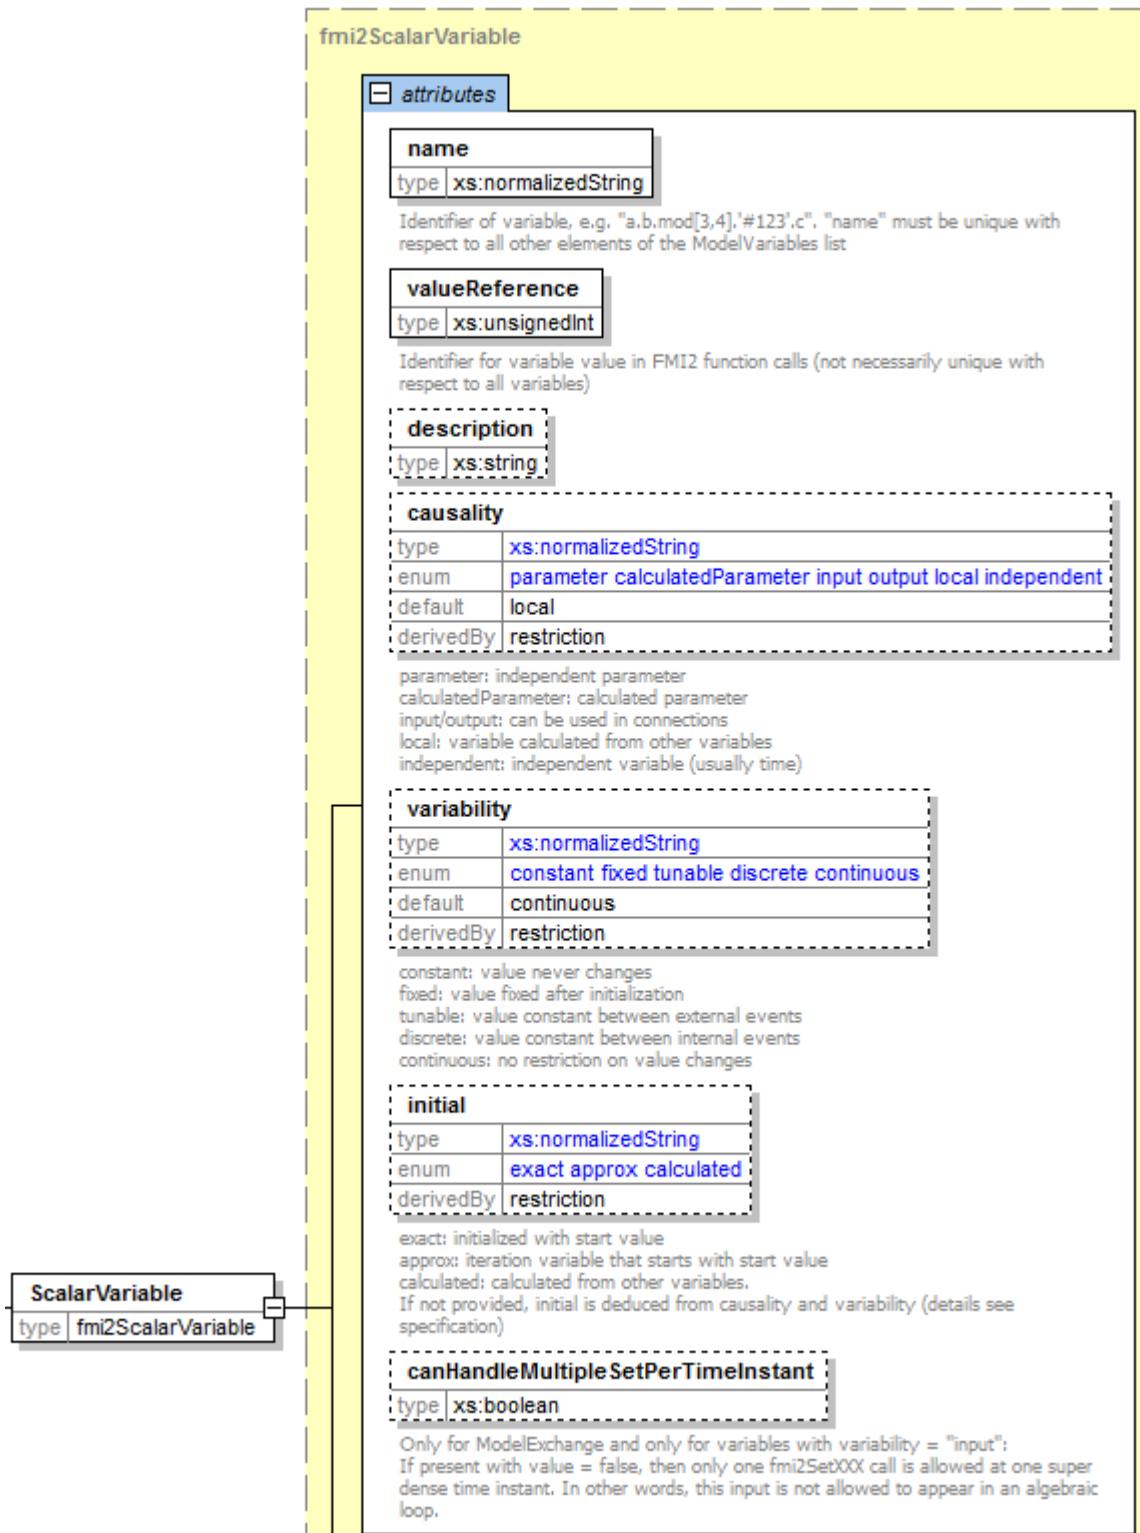 fmi2ScalarVariable
attributes
name
type xs:normalizedString
Identifier of variable, e.g. "a.b.mod[3,4].'#123'.c". "name" must be unique with
respect to all other elements of the ModelVariables list
valueReference
type xs:unsignedInt
Identifier for variable value in FMI2 function calls (not necessarily unique with
respect to all variables)
description
type xs:string
causality
type xs:normalizedString
enum parameter calculatedParameter input output local independent
default local
derivedBy restriction
parameter: independent parameter
calculatedParameter: calculated parameter
input/output: can be used in connections
local: variable calculated from other variables
independent: independent variable (usually time)
variability
type xs:normalizedString
enum constant fixed tunable discrete continuous
default continuous
derivedBy restriction
constant: value never changes
fixed: value fixed after initialization
tunable: value constant between external events
discrete: value constant between internal events
continuous: no restriction on value changes
initial
type xs:normalizedString
enum exact approx calculated
derivedBy restriction
exact: initialized with start value
approx: iteration variable that starts with start value
calculated: calculated from other variables.
If not provided, initial is deduced from causality and variability (details see
specification)
ScalarVariable
type fmi2ScalarVariable
canHandleMultipleSetPerTimeInstant
type xs:boolean
Only for ModelExchange and only for variables with variability = "input":
If present with value = false, then only one fmi2SetXXX call is allowed at one super
dense time instant. In other words, this input is not allowed to appear in an algebraic
loop.